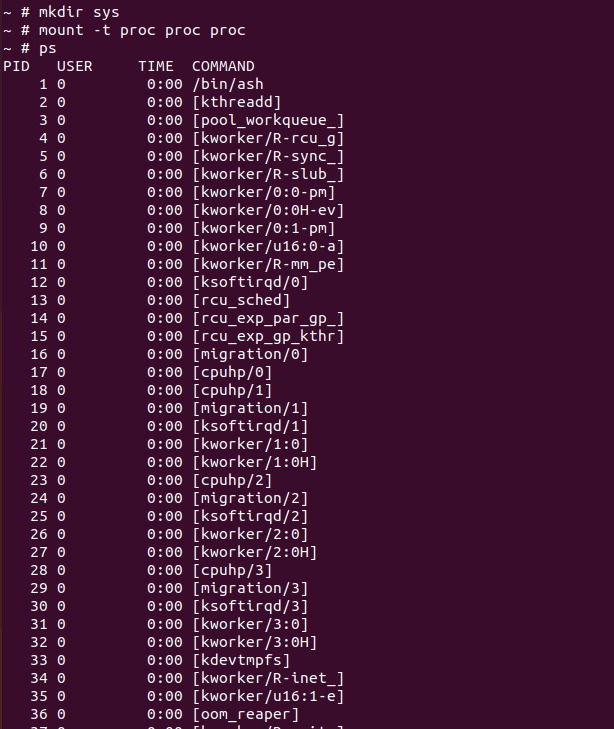 ~ # mkdir sys
~ # mount -t proc proc proc
~ # ps
PID   USER     TIME  COMMAND
    1 0         0:00 /bin/ash
    2 0         0:00 [kthreadd]
    3 0         0:00 [pool_workqueue_]
    4 0         0:00 [kworker/R-rcu_g]
    5 0         0:00 [kworker/R-sync_]
    6 0         0:00 [kworker/R-slub_]
    7 0         0:00 [kworker/0:0-pm]
    8 0         0:00 [kworker/0:0H-ev]
    9 0         0:00 [kworker/0:1-pm]
   10 0         0:00 [kworker/u16:0-a]
   11 0         0:00 [kworker/R-mm_pe]
   12 0         0:00 [ksoftirqd/0]
   13 0         0:00 [rcu_sched]
   14 0         0:00 [rcu_exp_par_gp_]
   15 0         0:00 [rcu_exp_gp_kthr]
   16 0         0:00 [migration/0]
   17 0         0:00 [cpuhp/0]
   18 0         0:00 [cpuhp/1]
   19 0         0:00 [migration/1]
   20 0         0:00 [ksoftirqd/1]
   21 0         0:00 [kworker/1:0]
   22 0         0:00 [kworker/1:0H]
   23 0         0:00 [cpuhp/2]
   24 0         0:00 [migration/2]
   25 0         0:00 [ksoftirqd/2]
   26 0         0:00 [kworker/2:0]
   27 0         0:00 [kworker/2:0H]
   28 0         0:00 [cpuhp/3]
   29 0         0:00 [migration/3]
   30 0         0:00 [ksoftirqd/3]
   31 0         0:00 [kworker/3:0]
   32 0         0:00 [kworker/3:0H]
   33 0         0:00 [kdevtmpfs]
   34 0         0:00 [kworker/R-inet_]
   35 0         0:00 [kworker/u16:1-e]
   36 0         0:00 [oom_reaper]